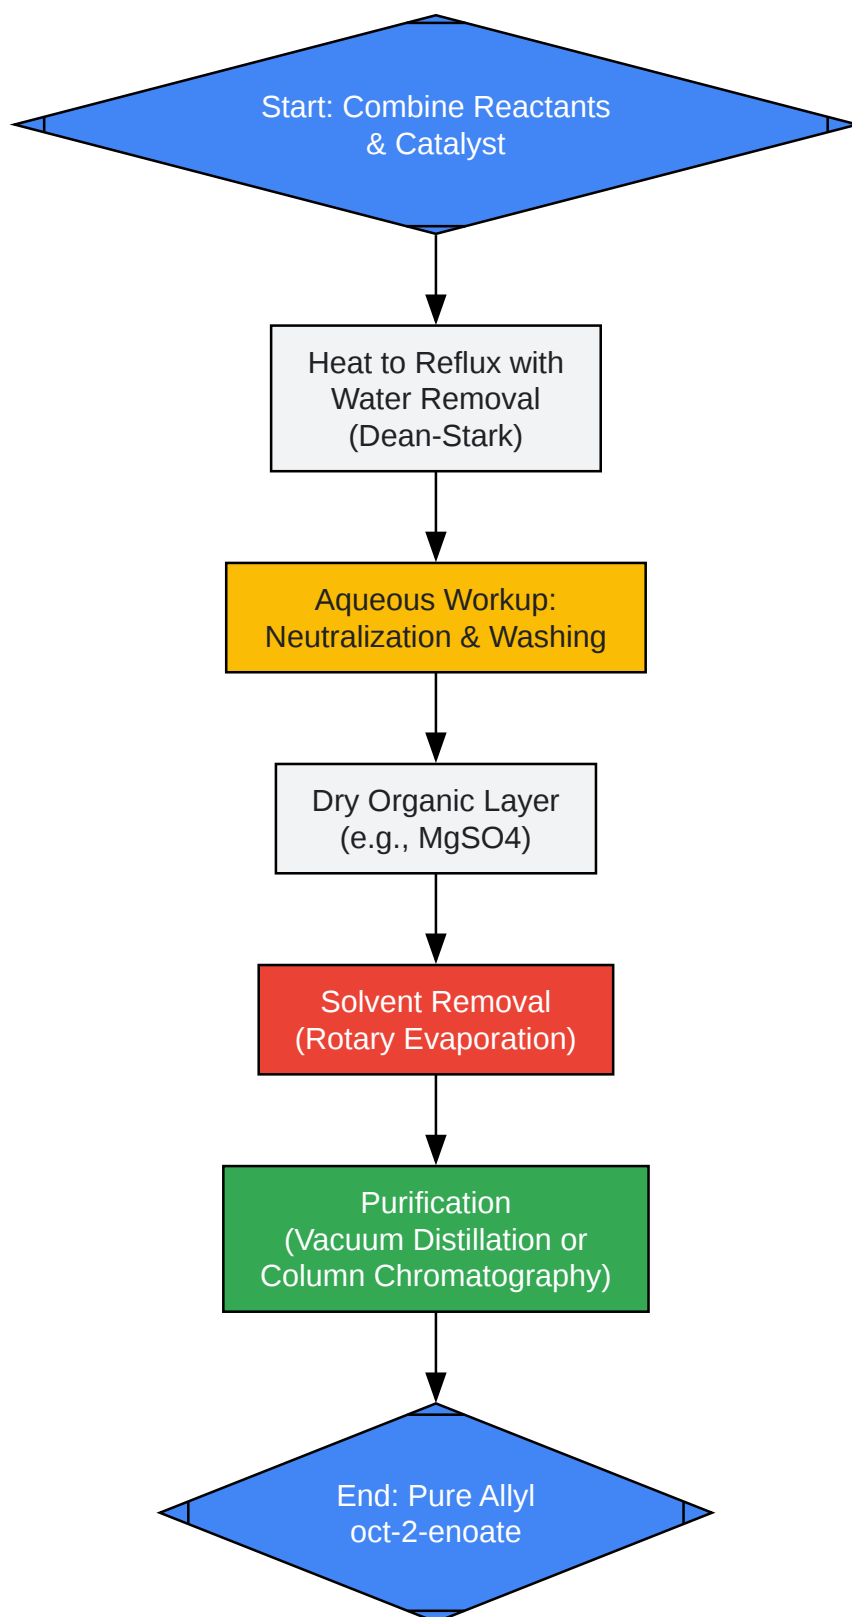 Start: Combine Reactants
& Catalyst
Heat to Reflux with
Water Removal
(Dean-Stark)
Aqueous Workup:
Neutralization & Washing
Dry Organic Layer
(e.g., MgSO4)
Solvent Removal
(Rotary Evaporation)
Purification
(Vacuum Distillation or
Column Chromatography)
End: Pure Allyl
oct-2-enoate